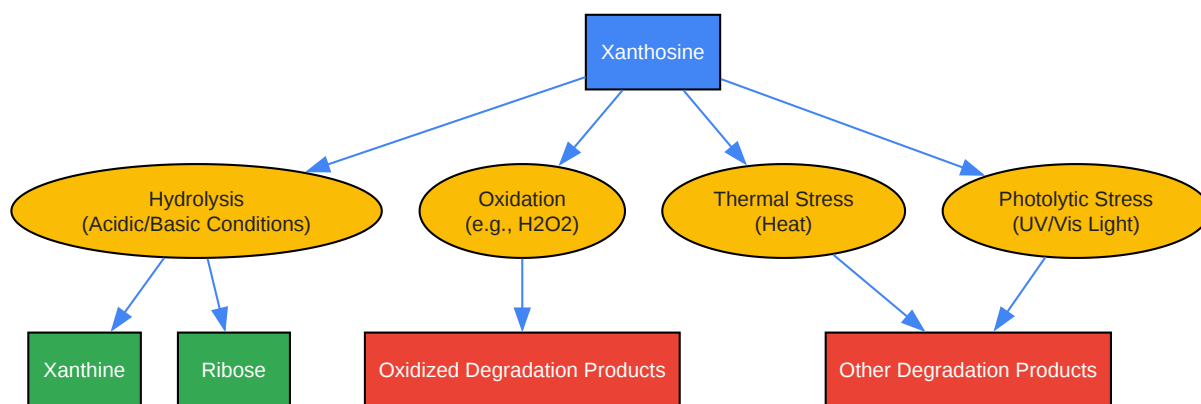 Xanthosine
Hydrolysis
(Acidic/Basic Conditions)
Oxidation
(e.g., H2O2)
Thermal Stress
(Heat)
Photolytic Stress
(UV/Vis Light)
Xanthine
Ribose
Oxidized Degradation Products
Other Degradation Products